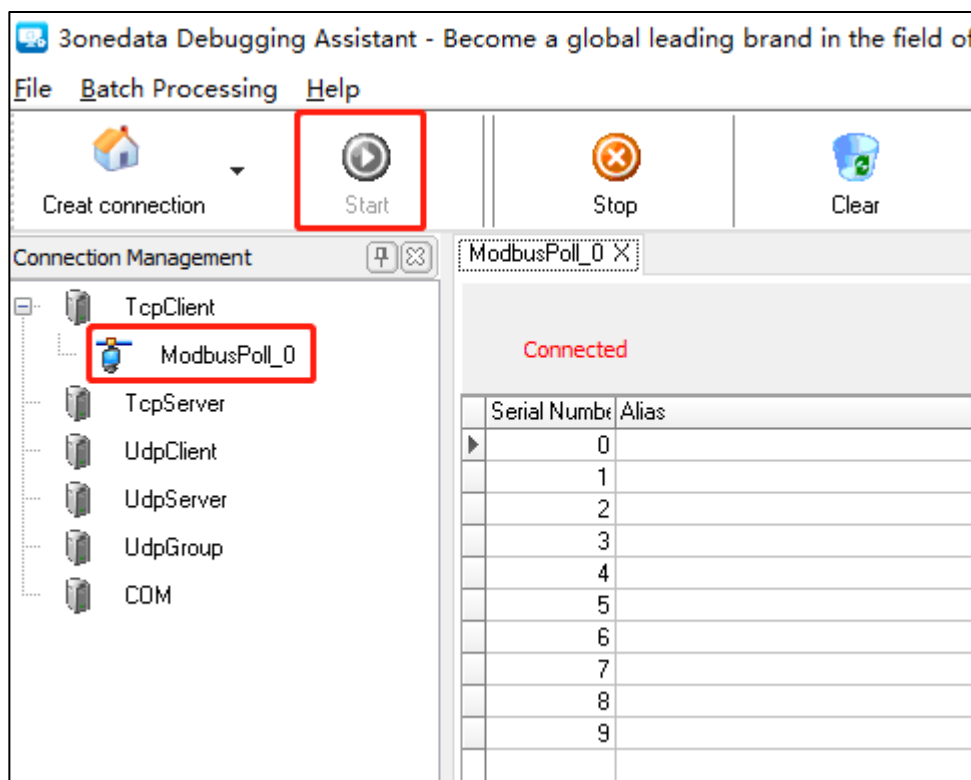 3onedata Debugging Assistant - Become a global leading brand in the field of
File Batch Processing Help
Creat connection Start Stop Clear
Connection Management ModbusPoll_0
TcpClient
ModbusPoll_0
Connected
TcpServer
UdpClient
UdpServer
UdpGroup
COM
Serial Numbe Alias
0
1
2
3
4
5
6
7
8
9